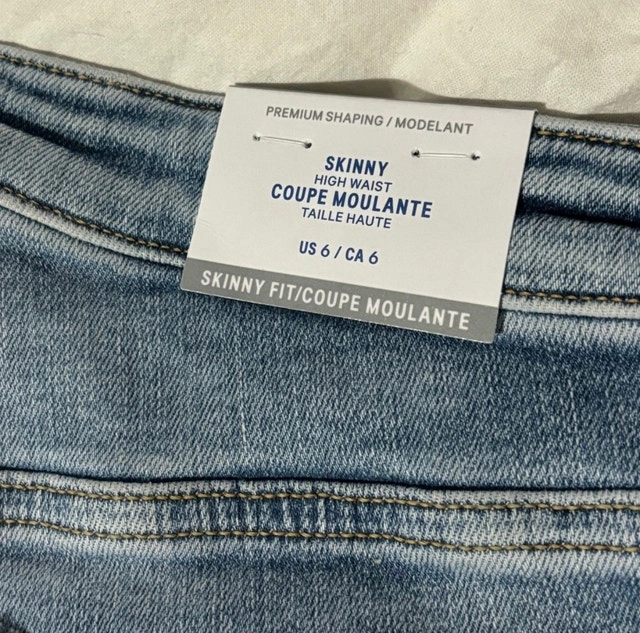 PREMIUM SHAPING / MODELANT
SKINNY
HIGH WAIST
COUPE MOULANTE
TAILLE HAUTE
US 6 / CA 6
SKINNY FIT/COUPE MOULANTE